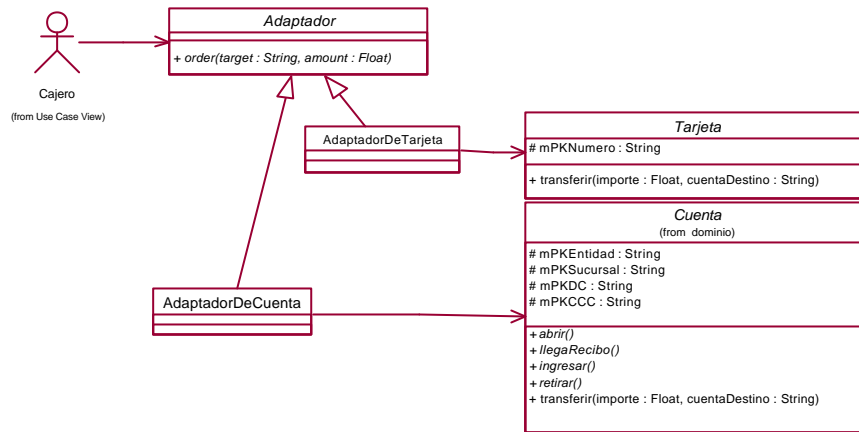 Adaptador
+ order(target : String, amount : Float)
Cajero
(from Use Case View)
AdaptadorDeTarjeta
Tarjeta
# mPKNumero : String
+ transferir(importe : Float, cuentaDestino : String)
Cuenta
(from dominio)
# mPKEntidad : String
# mPKSucursal : String
# mPKDC : String
# mPKCCC : String
+ abrir()
+ llegaRecibo()
+ ingresar()
+ retirar()
+ transferir(importe : Float, cuentaDestino : String)
AdaptadorDeCuenta